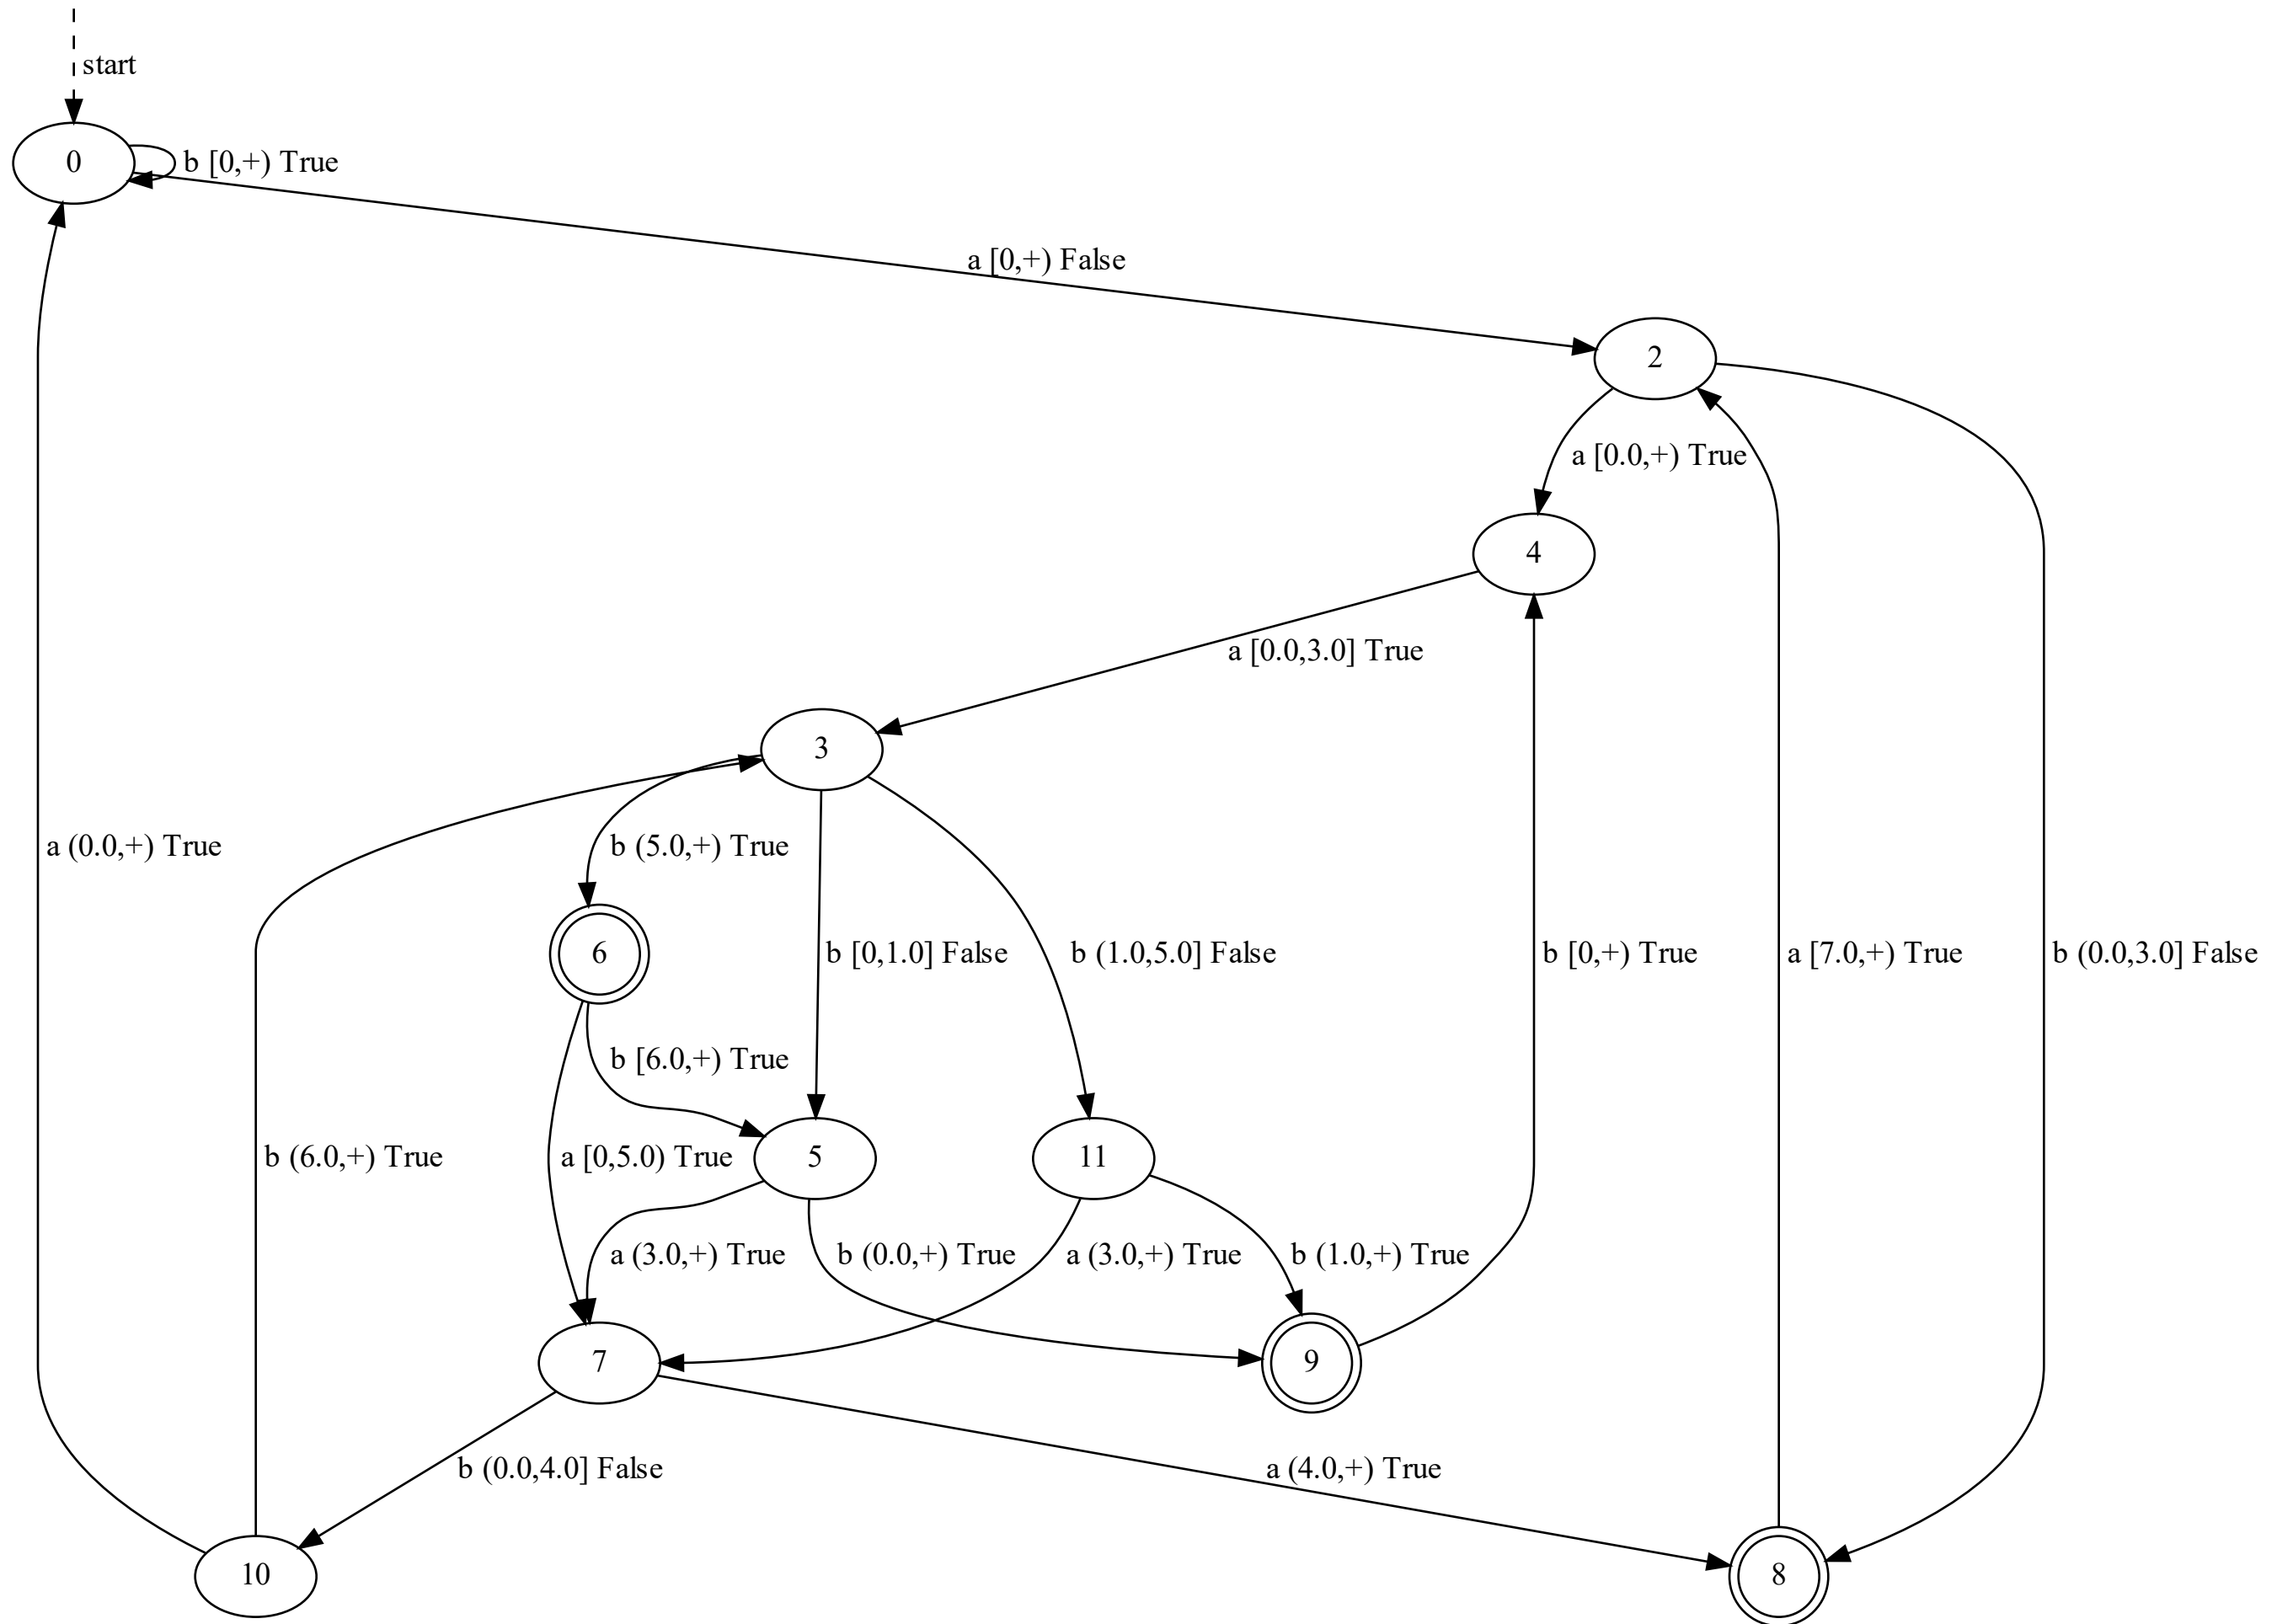 start
0
b [0,+) True
a [0,+) False
2
a [0.0,+) True
4
a [0.0,3.0] True
3
a (0.0,+) True
b (5.0,+) True
6
b [0,1.0] False
b (1.0,5.0] False
b [0,+) True
a [7.0,+) True
b (0.0,3.0] False
b [6.0,+) True
b (6.0,+) True
a [0,5.0) True
5
11
a (3.0,+) True
b (0.0,+) True
a (3.0,+) True
b (1.0,+) True
7
9
b (0.0,4.0] False
a (4.0,+) True
10
8